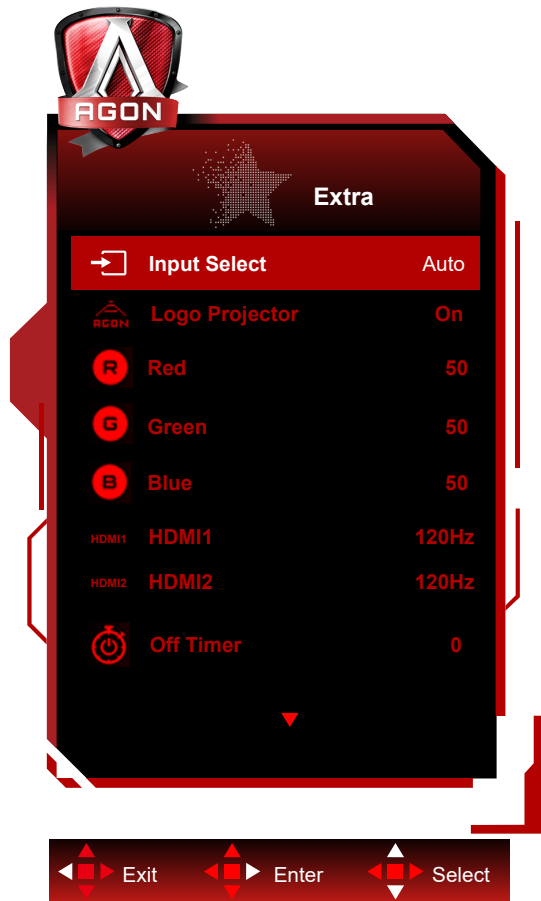 AGON
Extra
Input Select Auto
AGON Logo Projector On
R Red 50
G Green 50
B Blue 50
HDMI1 HDMI1 120Hz
HDMI2 HDMI2 120Hz
Off Timer 0
Exit Enter Select